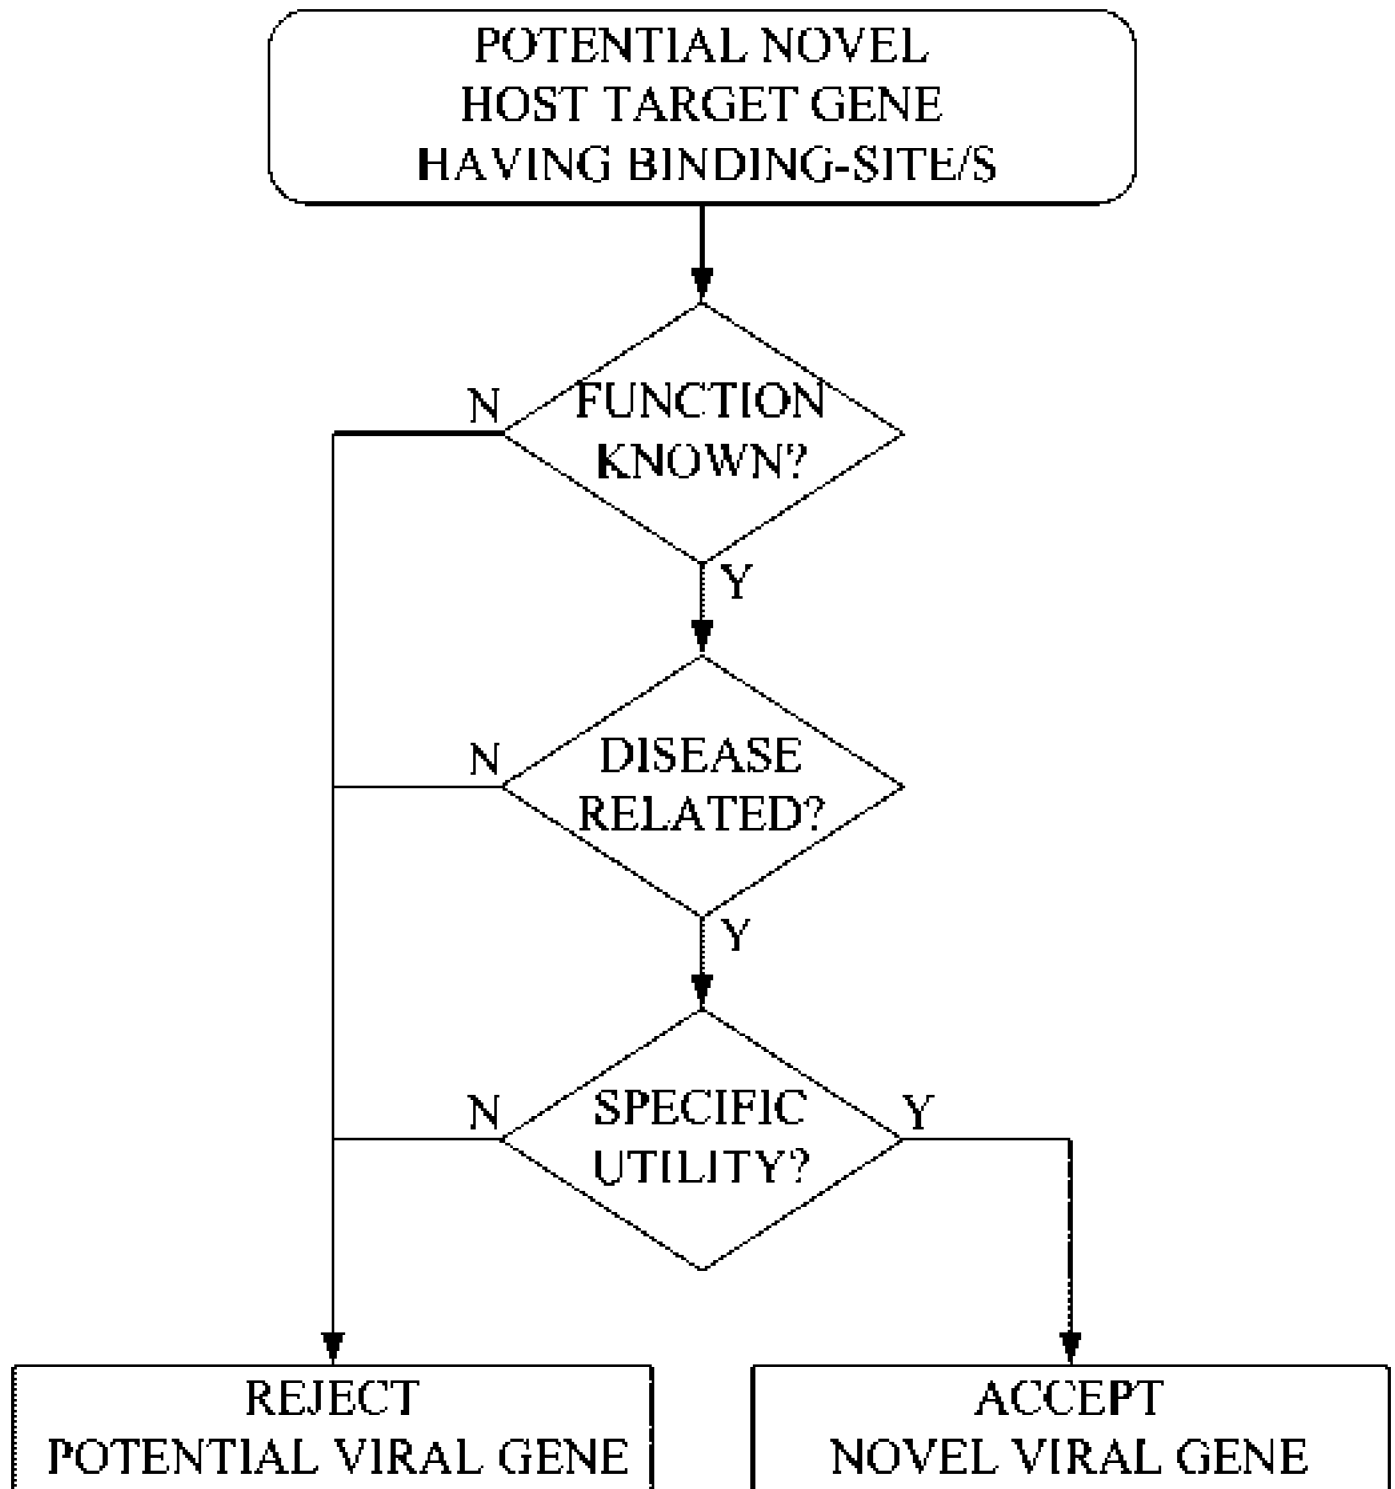 POTENTIAL NOVEL
HOST TARGET GENE
HAVING BINDING-SITE/S
N
FUNCTION
KNOWN?
Y
N
DISEASE
RELATED?
Y
N
SPECIFIC
UTILITY?
Y
REJECT
POTENTIAL VIRAL GENE
ACCEPT
NOVEL VIRAL GENE